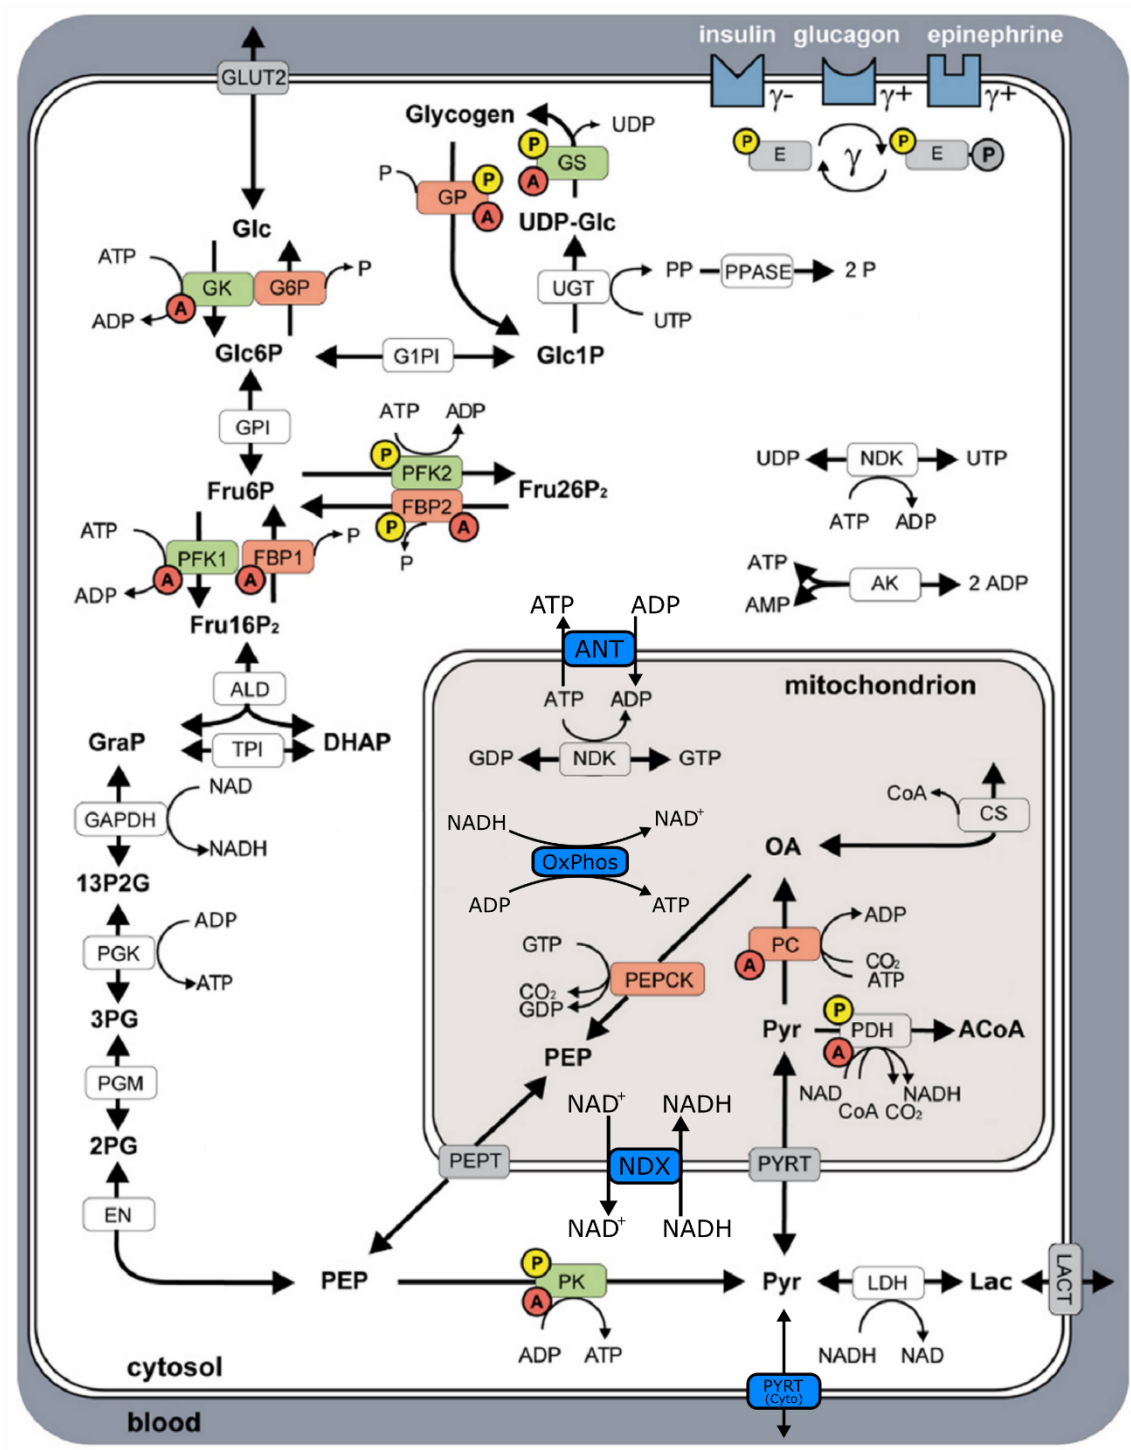 insulin glucagon epinephrine
GLUT2
γ- γ+ γ+
Glycogen
UDP
P
GS
A
P
GP
P
A
P
E
γ
P
E
P
UDP-Glc
Glc
ATP
GK
G6P
P
A
ADP
UGT
PP
PPASE
2 P
UTP
Glc6P
G1PI
Glc1P
GPI
ATP ADP
P
PFK2
Fru6P
Fru26P2
FBP2
P
A
P
UDP
NDK
UTP
ATP ADP
ATP
PFK1
FBP1
P
A
A
ADP
Fru16P2
ATP
AMP
AK
2 ADP
ATP ADP
ANT
mitochondrion
ATP ADP
GDP
NDK
GTP
ALD
GraP
TPI
DHAP
NAD
GAPDH
NADH
13P2G
CoA
CS
NADH
NAD+
OxPhos
ADP
ATP
OA
ADP
PGK
ATP
GTP
PEPCK
CO2
GDP
ADP
PC
A
CO2
ATP
3PG
PGM
2PG
PEP
Pyr
P
PDH
A
ACoA
NAD
NADH
CoA CO2
NAD+ NADH
PEPT
NDX
PYRT
NAD+ NADH
EN
PEP
P
PK
A
ADP ATP
Pyr
LDH
Lac
LACT
NADH NAD
cytosol
PYRT
(Cyto)
blood